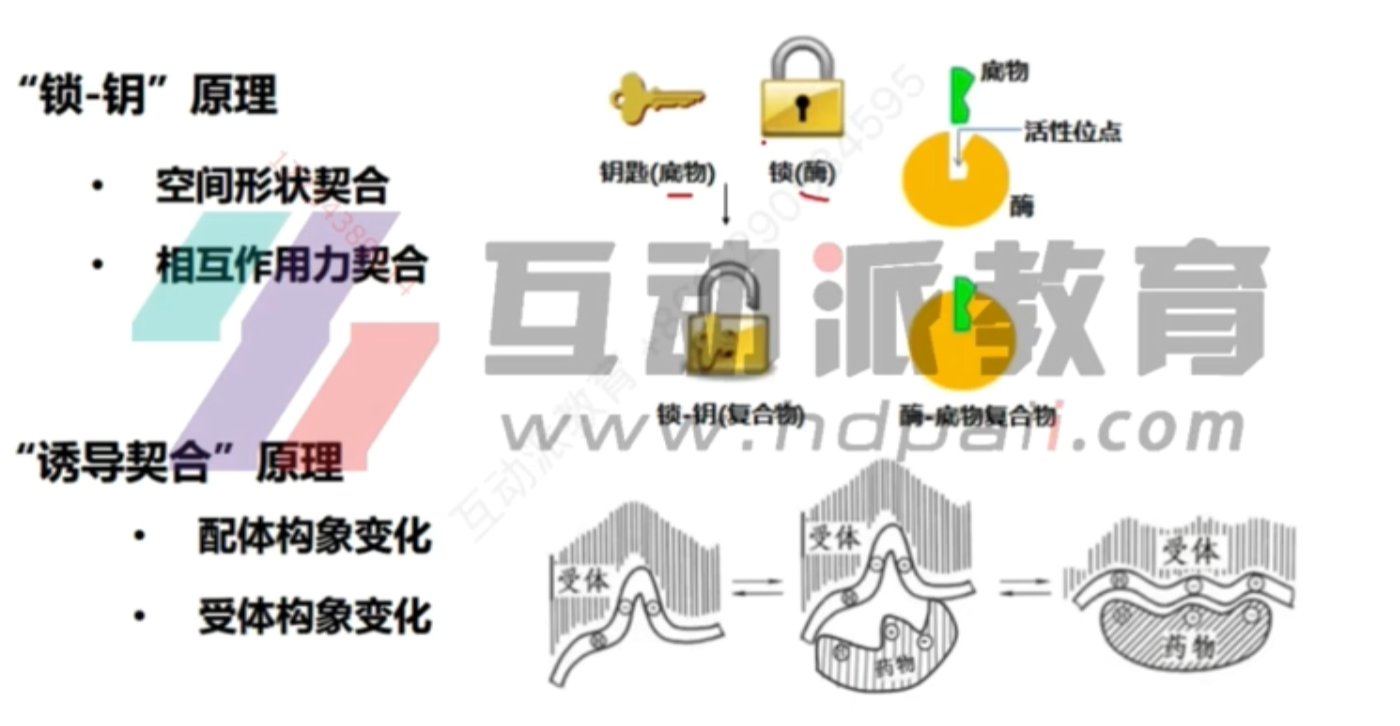 “锁-钥”原理
• 空间形状契合
• 相互作用力契合
钥匙(底物)
锁(酶)
底物
活性位点
酶
锁-钥(复合物)
酶-底物复合物
互动派教育
www.hdpaii.com
“诱导契合”原理
• 配体构象变化
• 受体构象变化
受体
受体
药物
受体
药物